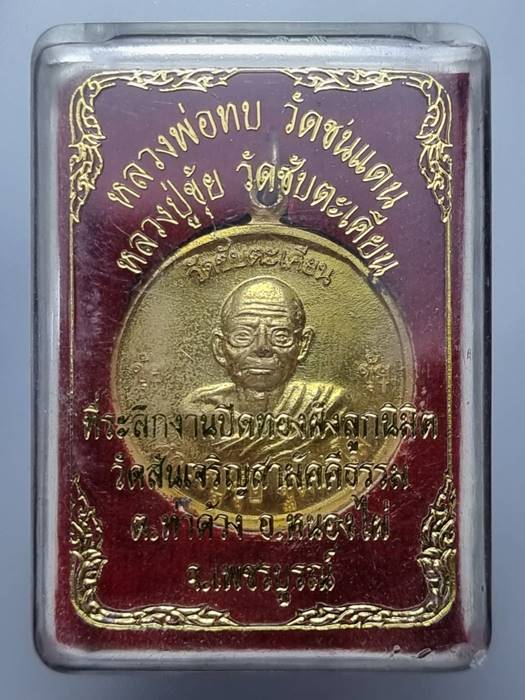 หลวงพ่อทบ วัดชนแดน
หลวงปู่ขุ้ย วัดซับตะเคียน
วัดซับตะเคียน
ที่ระลึกงานปิดทองฝังลูกนิมิต
วัดสันเจริญสามัคคีธรรม
ต.ท่าด้วง อ.หนองไผ่
จ.เพชรบูรณ์